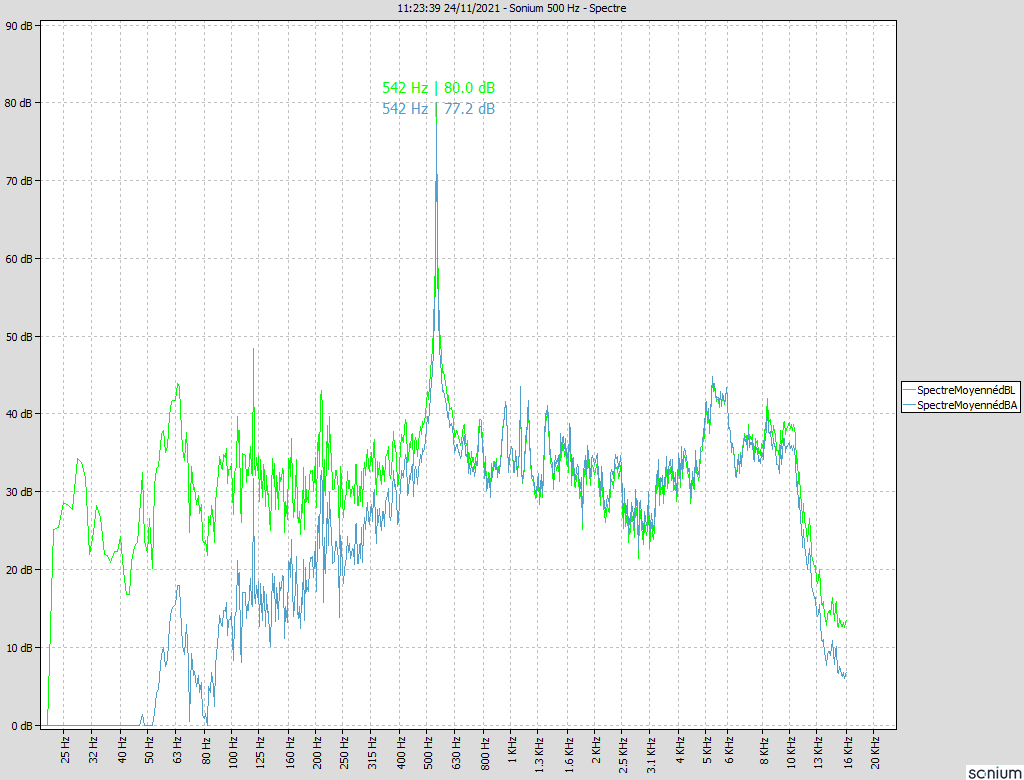 11:23:39 24/11/2021 - Sonium 500 Hz - Spectre
90 dB
542 Hz | 80.0 dB
542 Hz | 77.2 dB
80 dB
70 dB
60 dB
50 dB
40 dB
30 dB
20 dB
10 dB
0 dB
SpectreMoyennédBL
SpectreMoyennédBA
25 Hz
32 Hz
40 Hz
50 Hz
63 Hz
80 Hz
100 Hz
125 Hz
160 Hz
200 Hz
250 Hz
315 Hz
400 Hz
500 Hz
630 Hz
800 Hz
1 KHz
1.3 KHz
1.6 KHz
2 KHz
2.5 KHz
3.1 KHz
4 KHz
5 KHz
6 KHz
8 KHz
10 KHz
13 KHz
16 KHz
20 KHz
sonium